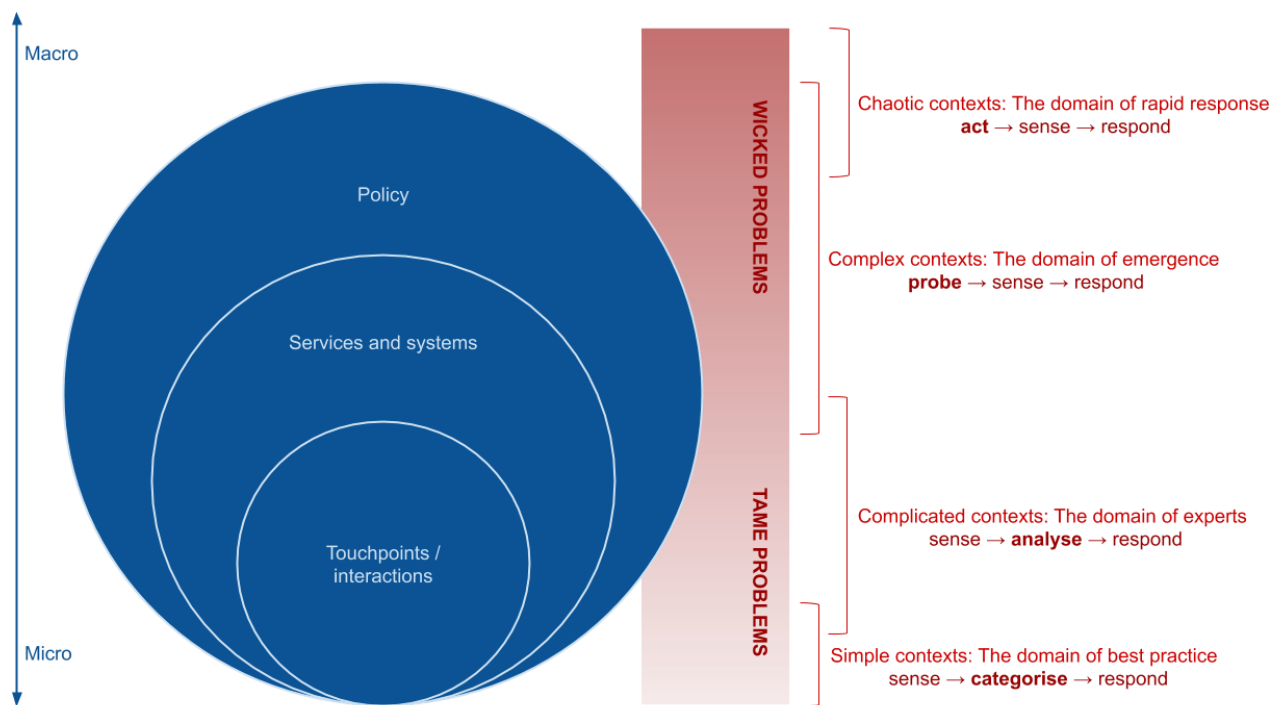 Macro
Policy
Services and systems
Touchpoints /
interactions
Micro
WICKED PROBLEMS
TAME PROBLEMS
Chaotic contexts: The domain of rapid response
act → sense → respond
Complex contexts: The domain of emergence
probe → sense → respond
Complicated contexts: The domain of experts
sense → analyse → respond
Simple contexts: The domain of best practice
sense → categorise → respond